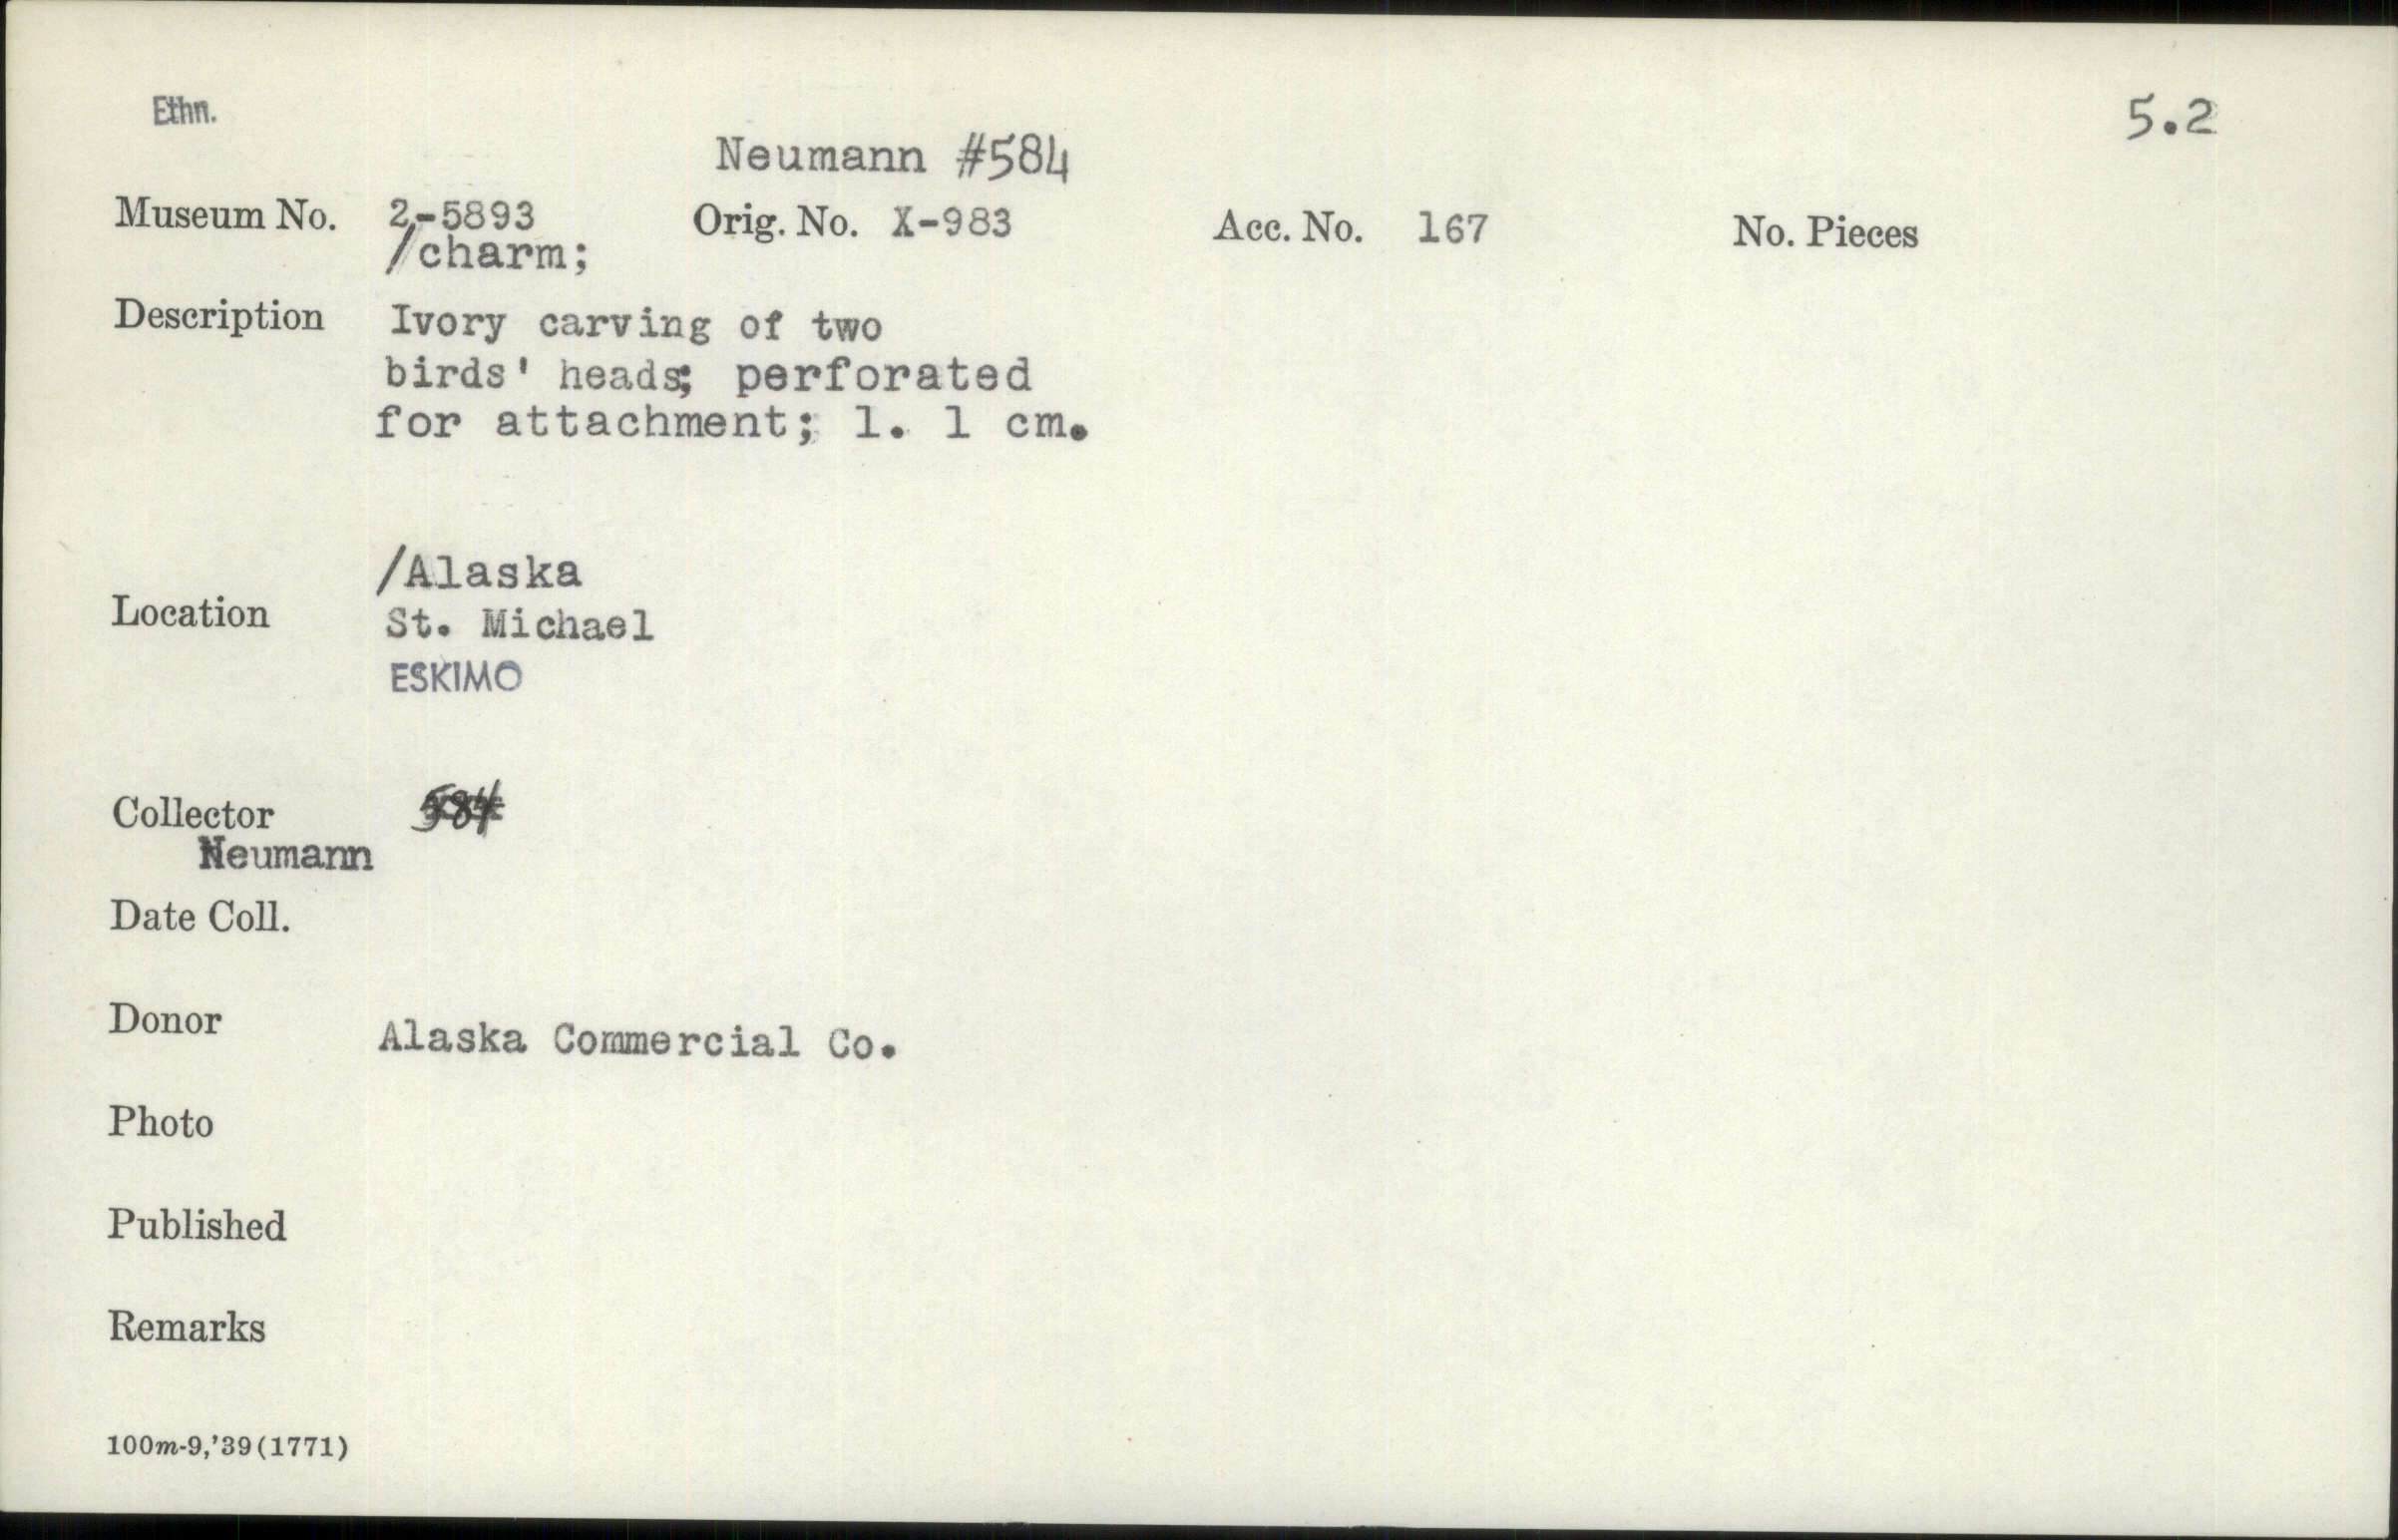 Ethn.
5.2
Neumann #584
Museum No. 2-5893 Orig. No. X-983 Acc. No. 167 No. Pieces
/charm;
Description Ivory carving of two
birds' heads; perforated
for attachment; l. 1 cm.
/Alaska
Location St. Michael
ESKIMO
Collector 584
Neumann
Date Coll.
Donor Alaska Commercial Co.
Photo
Published
Remarks
100m-9,'39(1771)